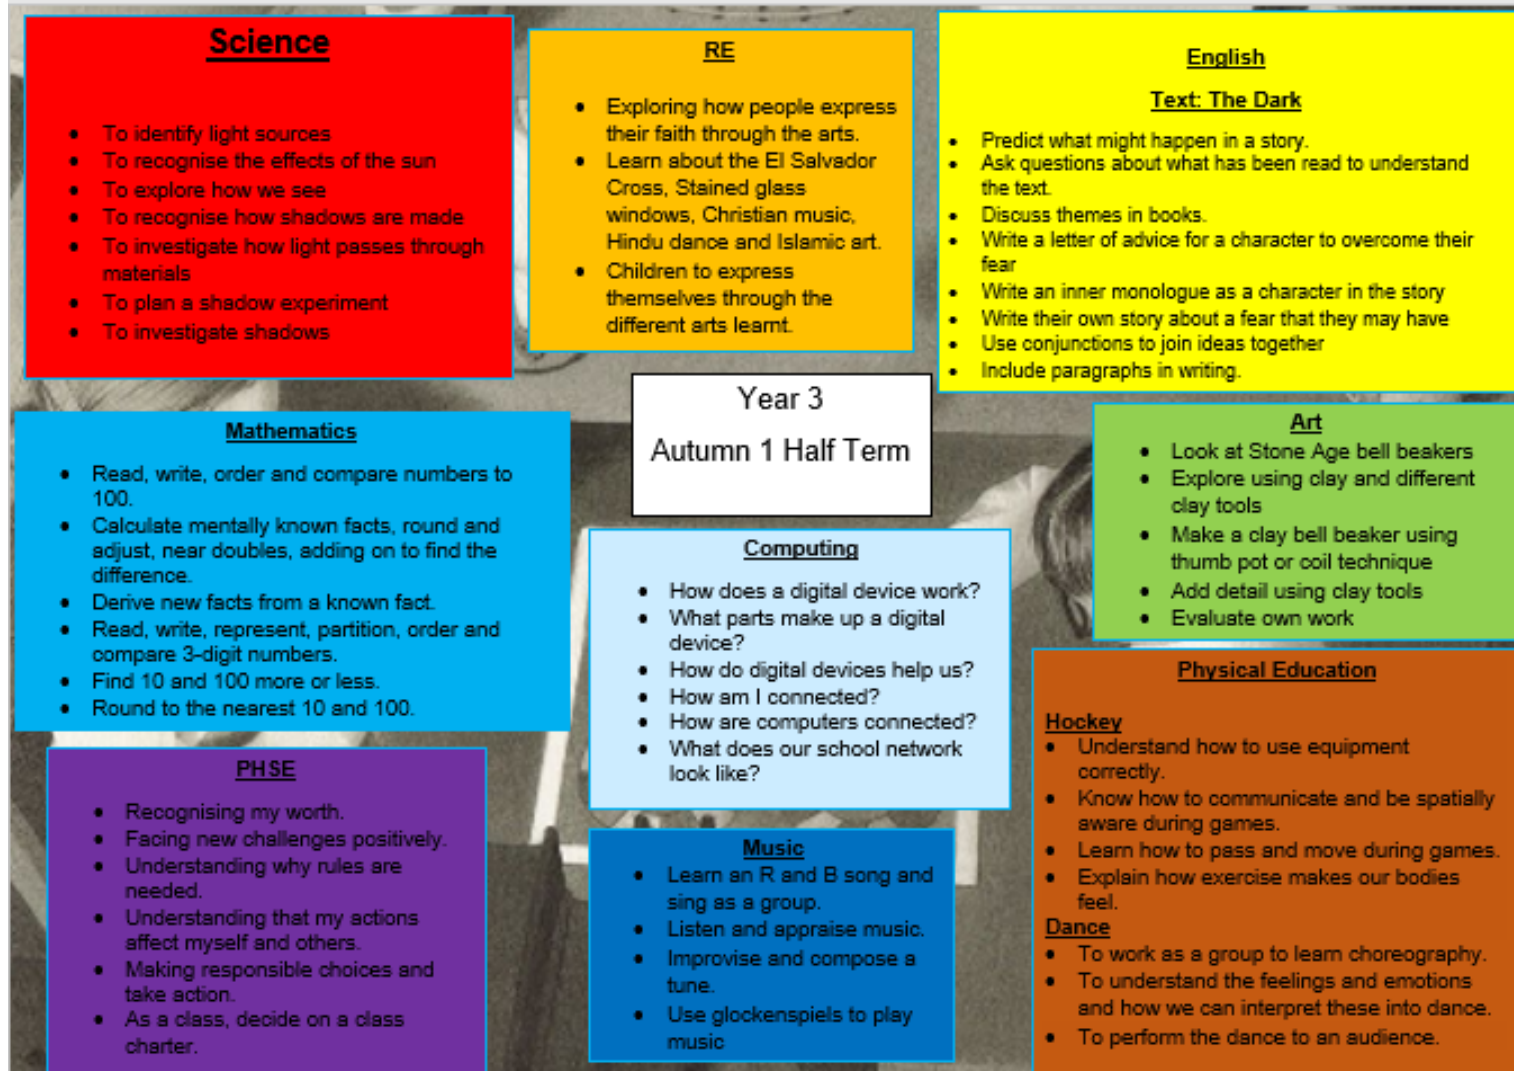 Science
• To identify light sources
• To recognise the effects of the sun
• To explore how we see
• To recognise how shadows are made
• To investigate how light passes through
materials
• To plan a shadow experiment
• To investigate shadows
RE
• Exploring how people express
their faith through the arts.
• Learn about the El Salvador
Cross, Stained glass
windows, Christian music,
Hindu dance and Islamic art.
• Children to express
themselves through the
different arts learnt.
English
Text: The Dark
• Predict what might happen in a story.
• Ask questions about what has been read to understand
the text.
• Discuss themes in books.
• Write a letter of advice for a character to overcome their
fear
• Write an inner monologue as a character in the story
• Write their own story about a fear that they may have
• Use conjunctions to join ideas together
• Include paragraphs in writing.
Year 3
Autumn 1 Half Term
Mathematics
• Read, write, order and compare numbers to
100.
• Calculate mentally known facts, round and
adjust, near doubles, adding on to find the
difference.
• Derive new facts from a known fact.
• Read, write, represent, partition, order and
compare 3-digit numbers.
• Find 10 and 100 more or less.
• Round to the nearest 10 and 100.
Computing
• How does a digital device work?
• What parts make up a digital
device?
• How do digital devices help us?
• How am I connected?
• How are computers connected?
• What does our school network
look like?
Art
• Look at Stone Age bell beakers
• Explore using clay and different
clay tools
• Make a clay bell beaker using
thumb pot or coil technique
• Add detail using clay tools
• Evaluate own work
PHSE
• Recognising my worth.
• Facing new challenges positively.
• Understanding why rules are
needed.
• Understanding that my actions
affect myself and others.
• Making responsible choices and
take action.
• As a class, decide on a class
charter.
Music
• Learn an R and B song and
sing as a group.
• Listen and appraise music.
• Improvise and compose a
tune.
• Use glockenspiels to play
music
Physical Education
Hockey
• Understand how to use equipment
correctly.
• Know how to communicate and be spatially
aware during games.
• Learn how to pass and move during games.
• Explain how exercise makes our bodies
feel.
Dance
• To work as a group to learn choreography.
• To understand the feelings and emotions
and how we can interpret these into dance.
• To perform the dance to an audience.